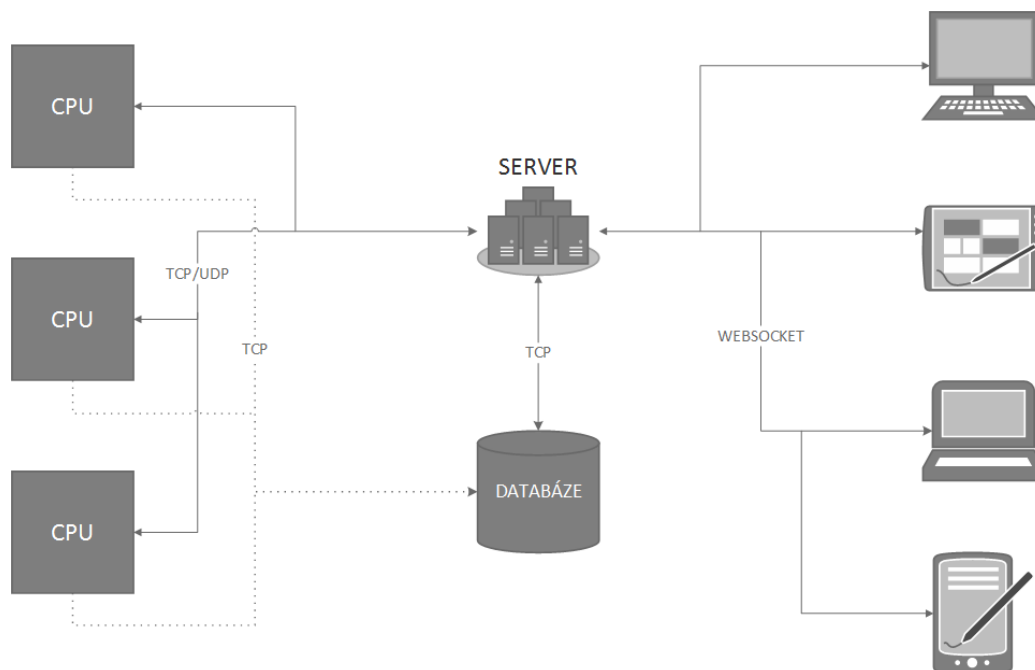 CPU
SERVER
TCP/UDP
CPU
TCP
TCP
WEBSOCKET
DATABÁZE
CPU